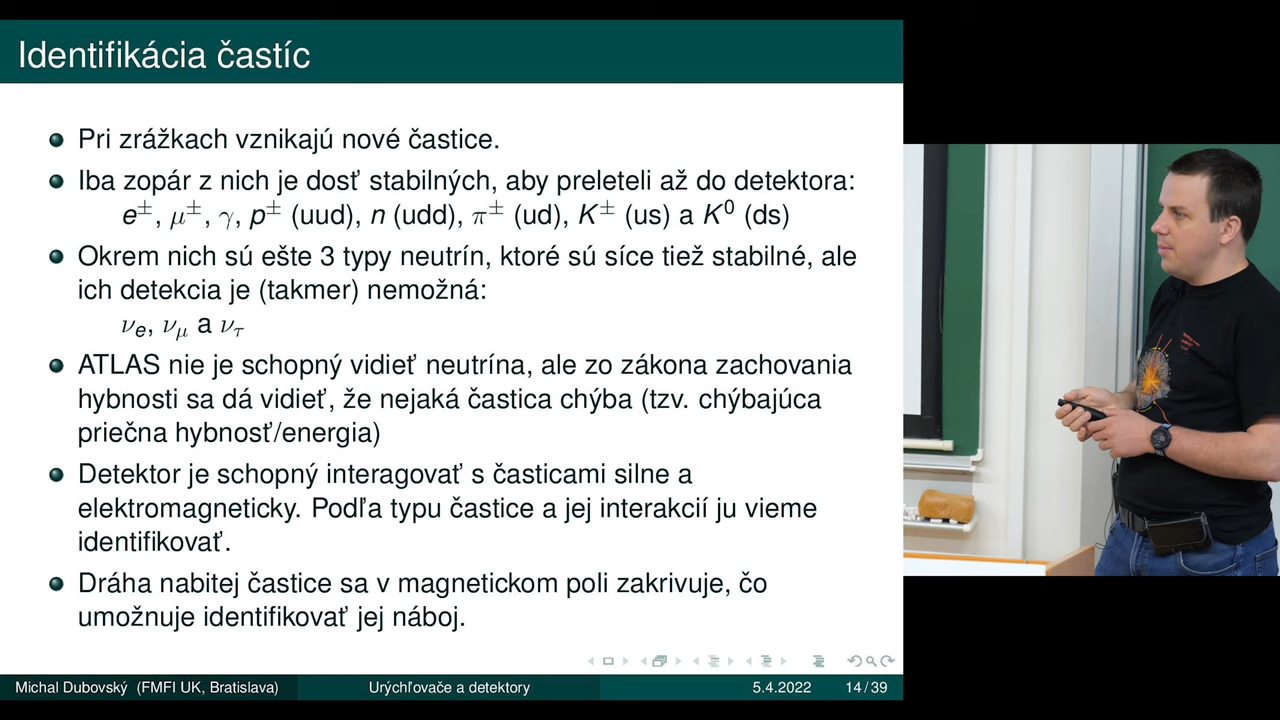 Identifikácia častíc
Pri zrážkach vznikajú nové častice.
Iba zopár z nich je dosť stabilných, aby preleteli až do detektora:
e±, μ±, γ, p± (uud), n (udd), π± (ud), K± (us) a K⁰ (ds)
Okrem nich sú ešte 3 typy neutrín, ktoré sú síce tiež stabilné, ale
ich detekcia je (takmer) nemožná:
νe, νμ a ντ
ATLAS nie je schopný vidieť neutrína, ale zo zákona zachovania
hybnosti sa dá vidieť, že nejaká častica chýba (tzv. chýbajúca
priečna hybnosť/energia)
Detektor je schopný interagovať s časticami silne a
elektromagneticky. Podľa typu častice a jej interakcií ju vieme
identifikovať.
Dráha nabitej častice sa v magnetickom poli zakrivuje, čo
umožnuje identifikovať jej náboj.
Michal Dubovský (FMFI UK, Bratislava) Urýchľovače a detektory 5.4.2022 14/39